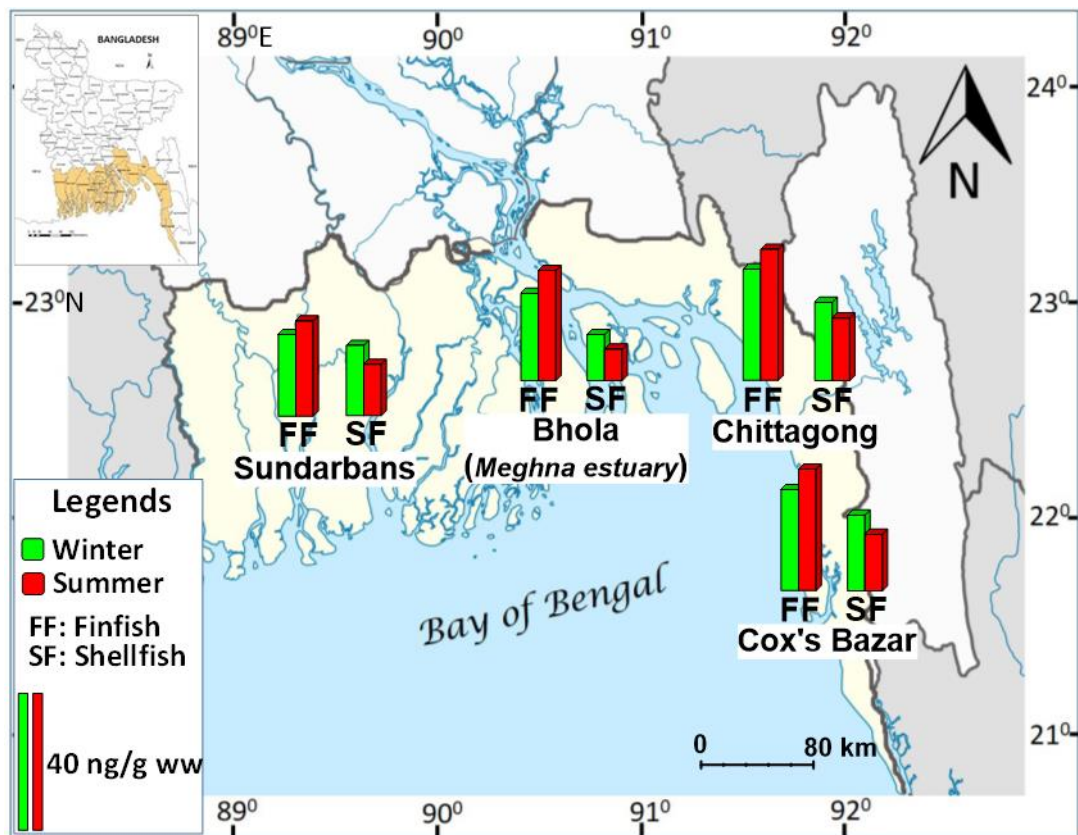 BANGLADESH
N
89⁰E 90⁰ 91⁰ 92⁰
24⁰
N
23⁰N 23⁰
FF SF
Sundarbans
FF SF
Bhola
(Meghna estuary)
FF SF
Chittagong
22⁰
FF SF
Cox's Bazar
Bay of Bengal
Legends
Winter
Summer
FF: Finfish
SF: Shellfish
40 ng/g ww
0 80 km
21⁰
89⁰ 90⁰ 91⁰ 92⁰